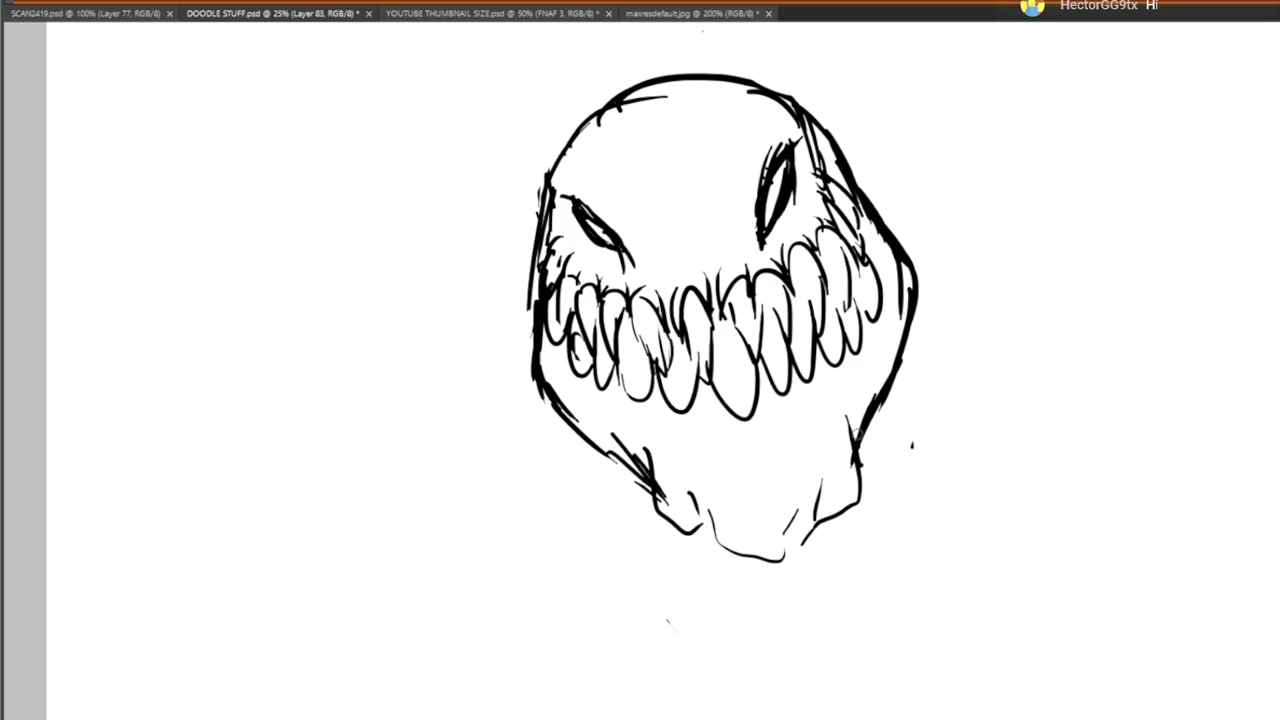 HectorGG9tx Hi
SCAN2419.psd @ 100% (Layer 77, RGB/8) ×
DOODLE STUFF.psd @ 25% (Layer 83, RGB/8) * ×
YOUTUBE THUMBNAIL SIZE.psd @ 50% (FNAF 3, RGB/8) * ×
maxresdefault.jpg @ 200% (RGB/8) * ×